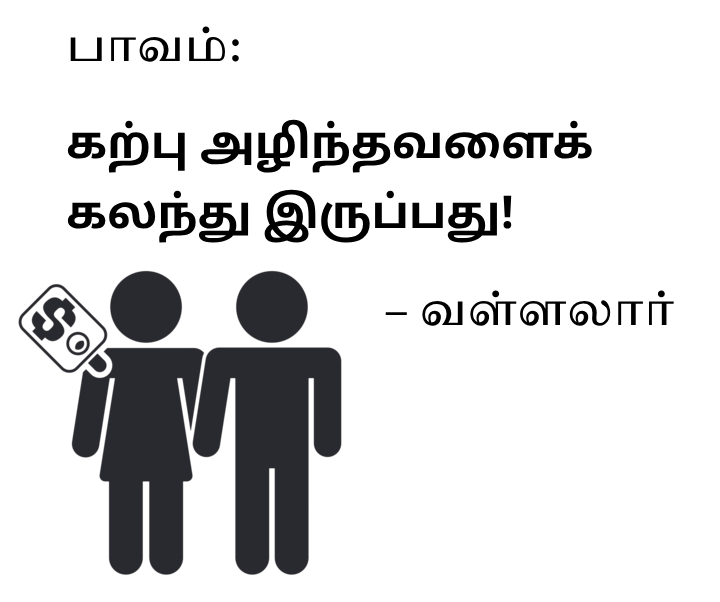 பாவம்:
கற்பு அழிந்தவளைக்
கலந்து இருப்பது!
– வள்ளலார்
$